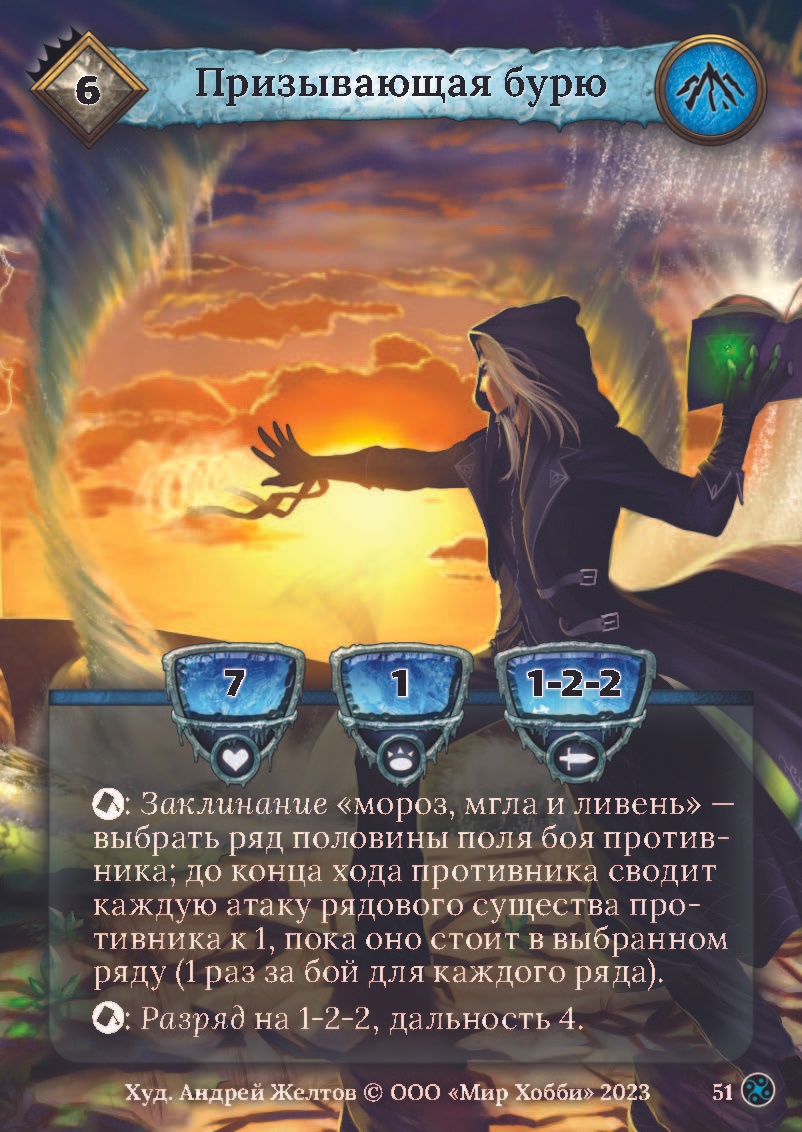 6
Призывающая бурю
7
1
1-2-2
: Заклинание «мороз, мгла и ливень» —
выбрать ряд половины поля боя против-
ника; до конца хода противника сводит
каждую атаку рядового существа про-
тивника к 1, пока оно стоит в выбранном
ряду (1 раз за бой для каждого ряда).
: Разряд на 1-2-2, дальность 4.
Худ. Андрей Желтов © ООО «Мир Хобби» 2023
51